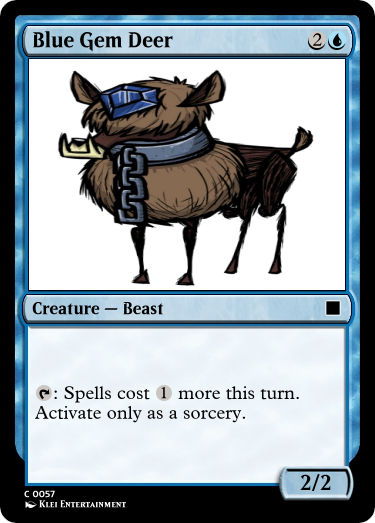 Blue Gem Deer 2
Creature — Beast
: Spells cost 1 more this turn.
Activate only as a sorcery.
2/2
C 0057
Klei Entertainment